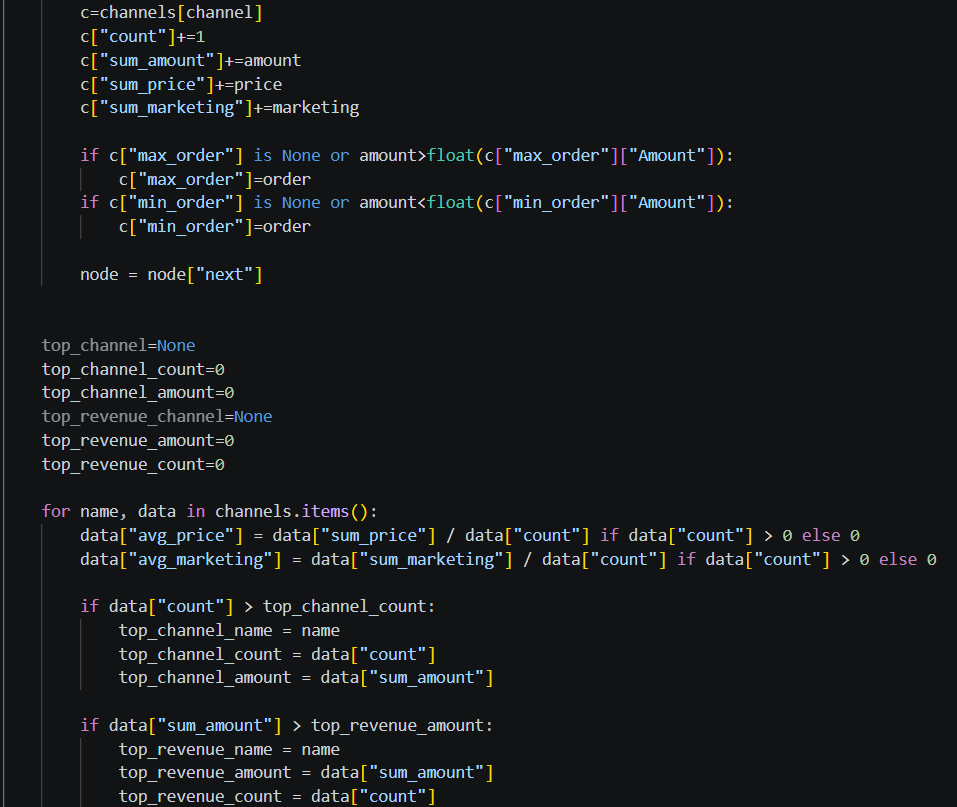 c=channels[channel]
c["count"]+=1
c["sum_amount"]+=amount
c["sum_price"]+=price
c["sum_marketing"]+=marketing
if c["max_order"] is None or amount>float(c["max_order"]["Amount"]):
c["max_order"]=order
if c["min_order"] is None or amount<float(c["min_order"]["Amount"]):
c["min_order"]=order
node = node["next"]
top_channel=None
top_channel_count=0
top_channel_amount=0
top_revenue_channel=None
top_revenue_amount=0
top_revenue_count=0
for name, data in channels.items():
data["avg_price"] = data["sum_price"] / data["count"] if data["count"] > 0 else 0
data["avg_marketing"] = data["sum_marketing"] / data["count"] if data["count"] > 0 else 0
if data["count"] > top_channel_count:
top_channel_name = name
top_channel_count = data["count"]
top_channel_amount = data["sum_amount"]
if data["sum_amount"] > top_revenue_amount:
top_revenue_name = name
top_revenue_amount = data["sum_amount"]
top_revenue_count = data["count"]